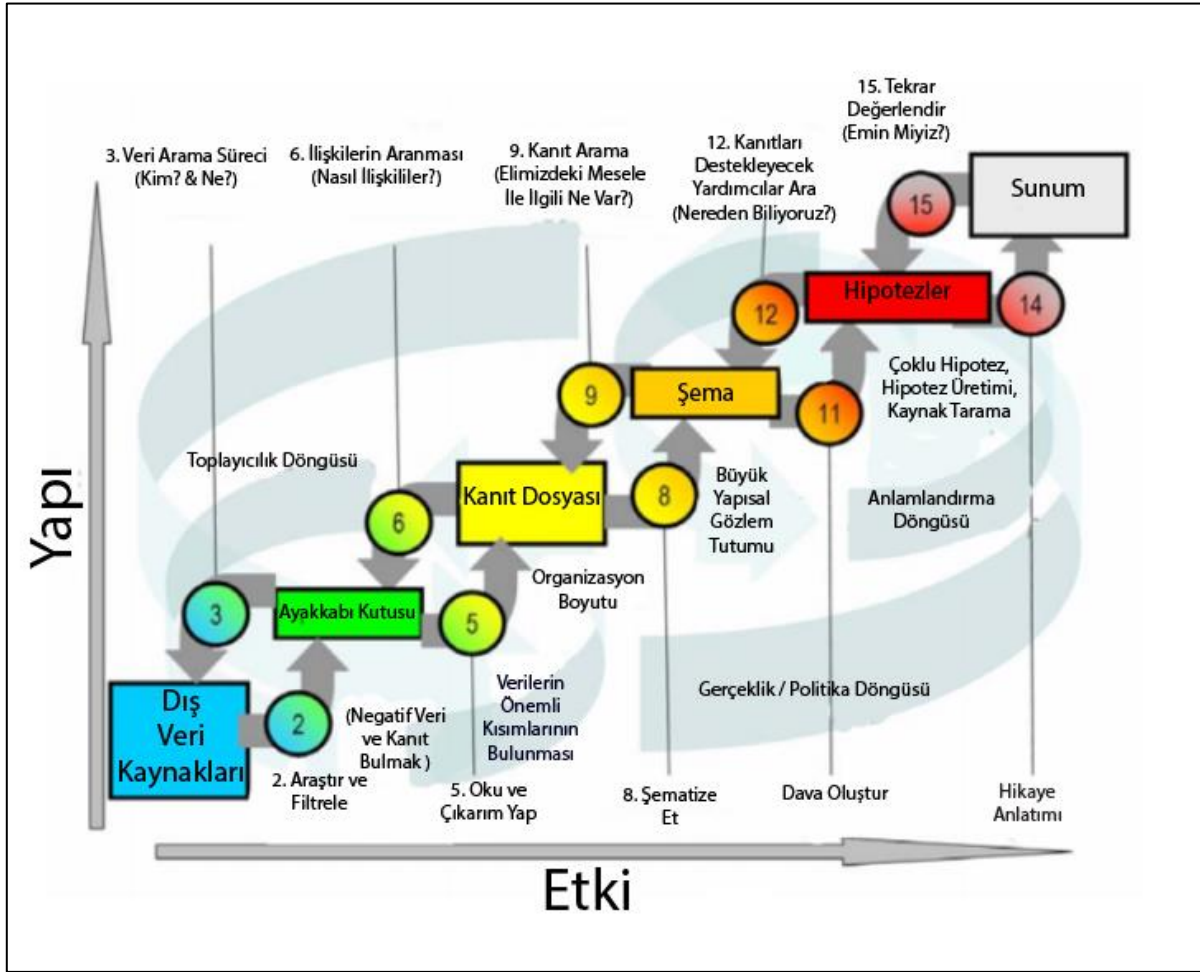 15. Tekrar
Değerlendir
(Emin Miyiz?)
3. Veri Arama Süreci
(Kim? & Ne?)
6. İlişkilerin Aranması
(Nasıl İlişkililer?)
9. Kanıt Arama
(Elimizdeki Mesele
İle İlgili Ne Var?)
12. Kanıtları
Destekleyecek
Yardımcılar Ara
(Nereden Biliyoruz?)
15
Sunum
Hipotezler
14
12
Çoklu Hipotez,
Hipotez Üretimi,
Kaynak Tarama
9
Şema
11
Toplayıcılık Döngüsü
Kanıt Dosyası
8
Büyük
Yapısal
Gözlem
Tutumu
Anlamlandırma
Döngüsü
6
Yapı
Organizasyon
Boyutu
3
Ayakkabı Kutusu
5
Dış
Veri
Kaynakları
2
(Negatif Veri
ve Kanıt
Bulmak )
Verilerin
Önemli
Kısımlarının
Bulunması
Gerçeklik / Politika Döngüsü
2. Araştır ve
Filtrele
5. Oku ve
Çıkarım Yap
8. Şematize
Et
Dava Oluştur
Hikaye
Anlatımı
Etki